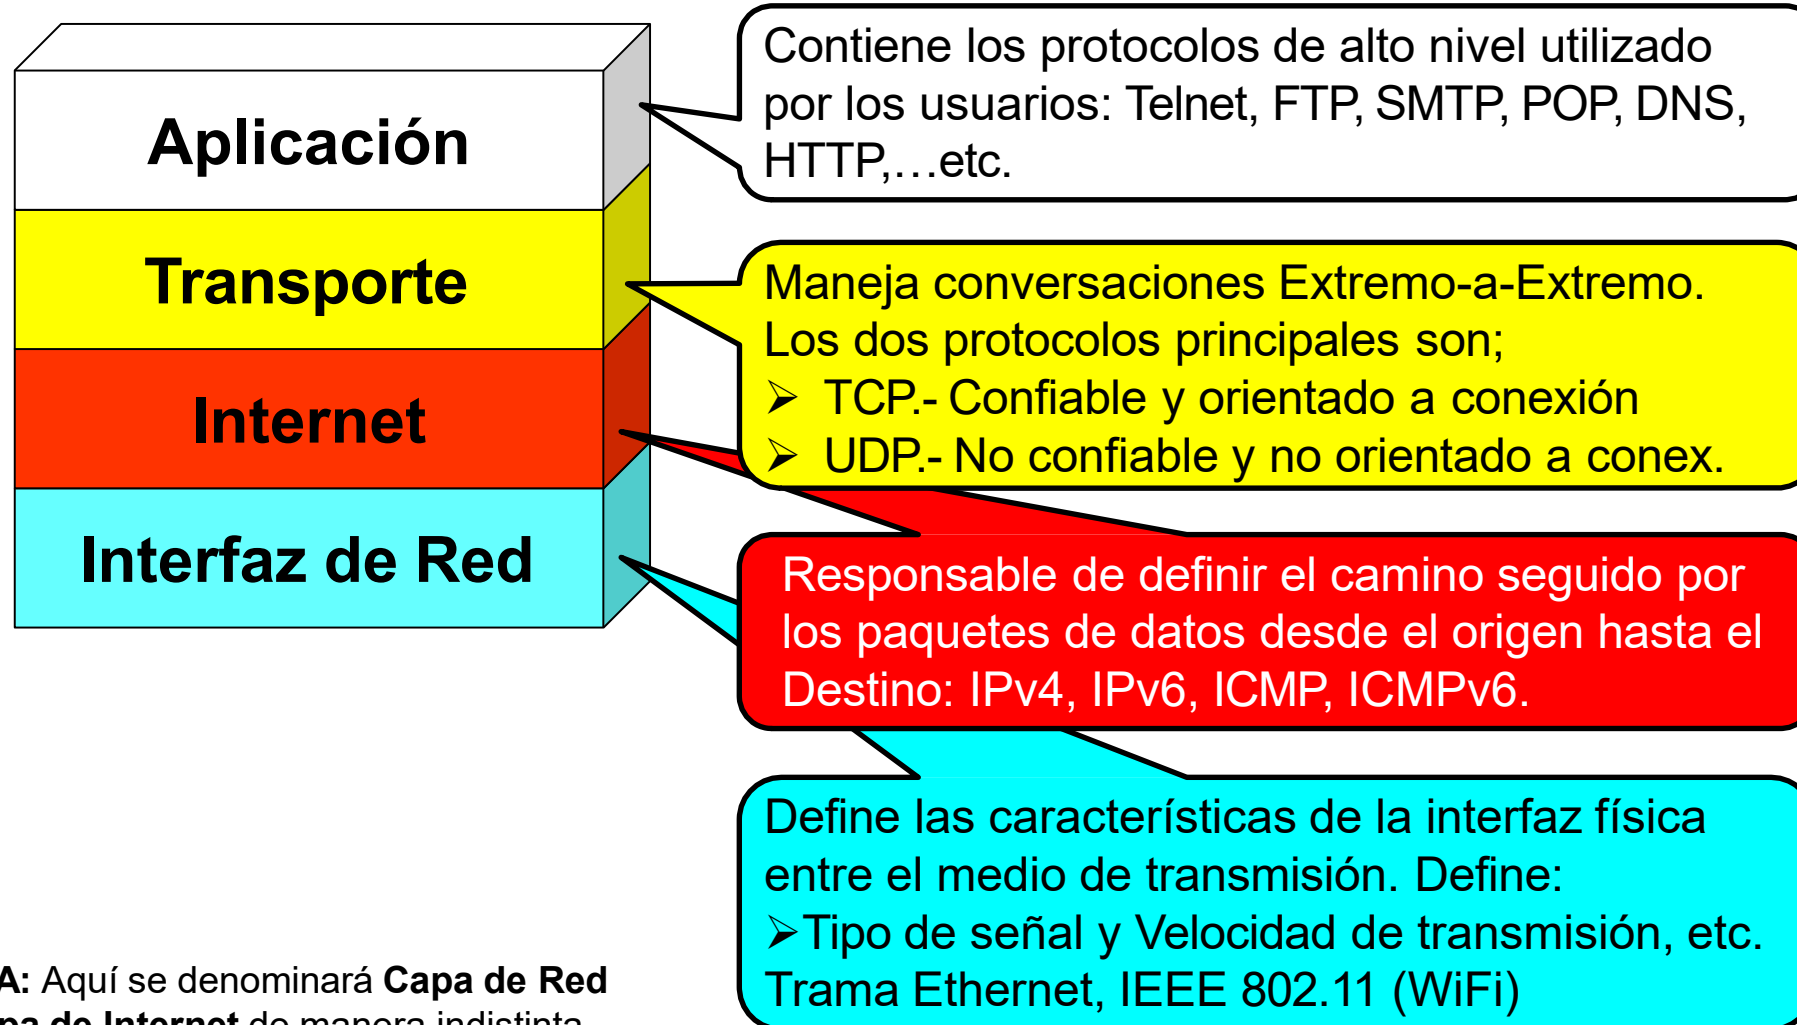 Aplicación
Transporte
Internet
Interfaz de Red
Contiene los protocolos de alto nivel utilizado
por los usuarios: Telnet, FTP, SMTP, POP, DNS,
HTTP,…etc.
Maneja conversaciones Extremo-a-Extremo.
Los dos protocolos principales son;
➢ TCP.- Confiable y orientado a conexión
➢ UDP.- No confiable y no orientado a conex.
Responsable de definir el camino seguido por
los paquetes de datos desde el origen hasta el
Destino: IPv4, IPv6, ICMP, ICMPv6.
Define las características de la interfaz física
entre el medio de transmisión. Define:
➢Tipo de señal y Velocidad de transmisión, etc.
Trama Ethernet, IEEE 802.11 (WiFi)
A: Aquí se denominará Capa de Red
pa de Internet de manera indistinta